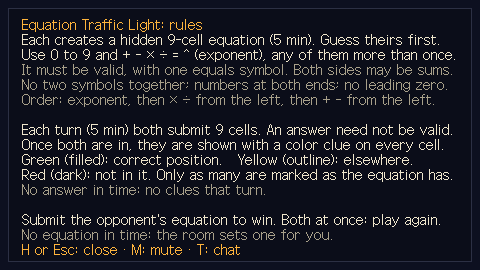 Equation Traffic Light: rules
Each creates a hidden 9-cell equation (5 min). Guess theirs first.
Use 0 to 9 and + - × ÷ = ^ (exponent), any of them more than once.
It must be valid, with one equals symbol. Both sides may be sums.
No two symbols together; numbers at both ends; no leading zero.
Order: exponent, then × ÷ from the left, then + - from the left.
Each turn (5 min) both submit 9 cells. An answer need not be valid.
Once both are in, they are shown with a color clue on every cell.
Green (filled): correct position. Yellow (outline): elsewhere.
Red (dark): not in it. Only as many are marked as the equation has.
No answer in time: no clues that turn.
Submit the opponent's equation to win. Both at once: play again.
No equation in time: the room sets one for you.
H or Esc: close · M: mute · T: chat